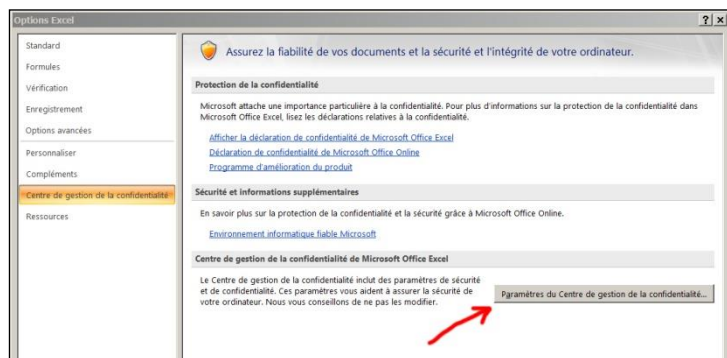 Options Excel
Standard
Formules
Vérification
Enregistrement
Options avancées
Personnaliser
Compléments
Centre de gestion de la confidentialité
Ressources
Assurez la fiabilité de vos documents et la sécurité et l'intégrité de votre ordinateur.
Protection de la confidentialité
Microsoft attache une importance particulière à la confidentialité. Pour plus d'informations sur la protection de la confidentialité dans
Microsoft Office Excel, lisez les déclarations relatives à la confidentialité.
Afficher la déclaration de confidentialité de Microsoft Office Excel
Déclaration de confidentialité de Microsoft Office Online
Programme d'amélioration du produit
Sécurité et informations supplémentaires
En savoir plus sur la protection de la confidentialité et la sécurité grâce à Microsoft Office Online.
Environnement informatique fiable Microsoft
Centre de gestion de la confidentialité de Microsoft Office Excel
Le Centre de gestion de la confidentialité inclut des paramètres de sécurité
et de confidentialité. Ces paramètres vous aident à assurer la sécurité de
votre ordinateur. Nous vous conseillons de ne pas les modifier.
Paramètres du Centre de gestion de la confidentialité...